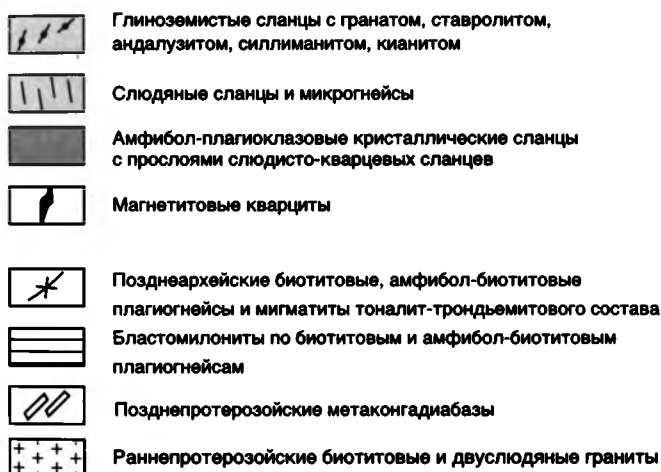 Глиноземистые сланцы с гранатом, ставролитом,
андалузитом, силлиманитом, кианитом
Слюдяные сланцы и микрогнейсы
Амфибол-плагиоклазовые кристаллические сланцы
с прослоями слюдисто-кварцевых сланцев
Магнетитовые кварциты
Позднеархейские биотитовые, амфибол-биотитовые
плагиогнейсы и мигматиты тоналит-трондьемитового состава
Бластомилониты по биотитовым и амфибол-биотитовым
плагиогнейсам
Позднепротерозойские метаконгадиабазы
Раннепротерозойские биотитовые и двуслюдяные граниты